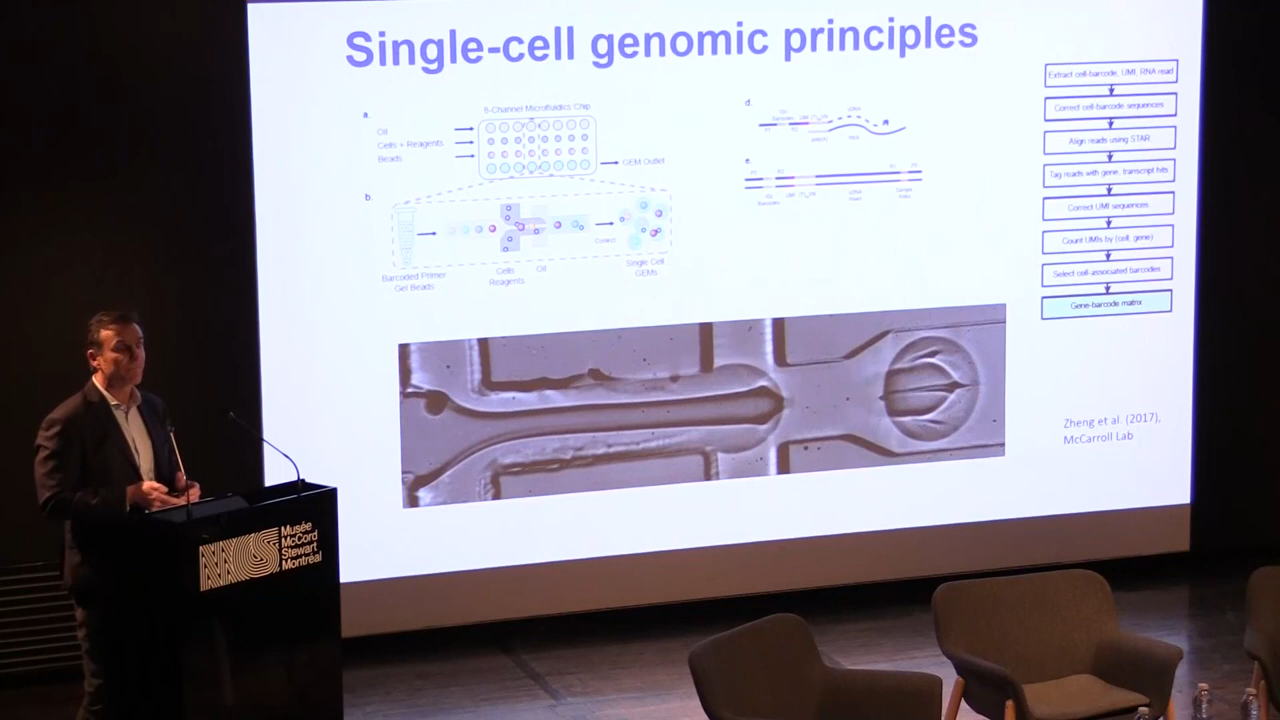 Single-cell genomic principles
a.
8-Channel Microfluidics Chip
Oil
Cells + Reagents
Beads
GEM Outlet
b.
Barcoded Primer
Gel Beads
Cells
Reagents
Oil
Collect
Single Cell
GEMs
d.
e.
Extract cell-barcode, UMI, RNA read
Correct cell-barcode sequences
Align reads using STAR
Tag reads with gene, transcript hits
Correct UMI sequences
Count UMIs by (cell, gene)
Select cell-associated barcodes
Gene-barcode matrix
Zheng et al. (2017),
McCarroll Lab
Musée
McCord
Stewart
Montréal